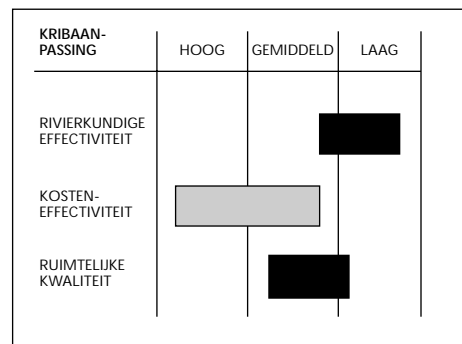 KRIBAAN-
PASSING
HOOG
GEMIDDELD
LAAG
RIVIERKUNDIGE
EFFECTIVITEIT
KOSTEN-
EFFECTIVITEIT
RUIMTELIJKE
KWALITEIT